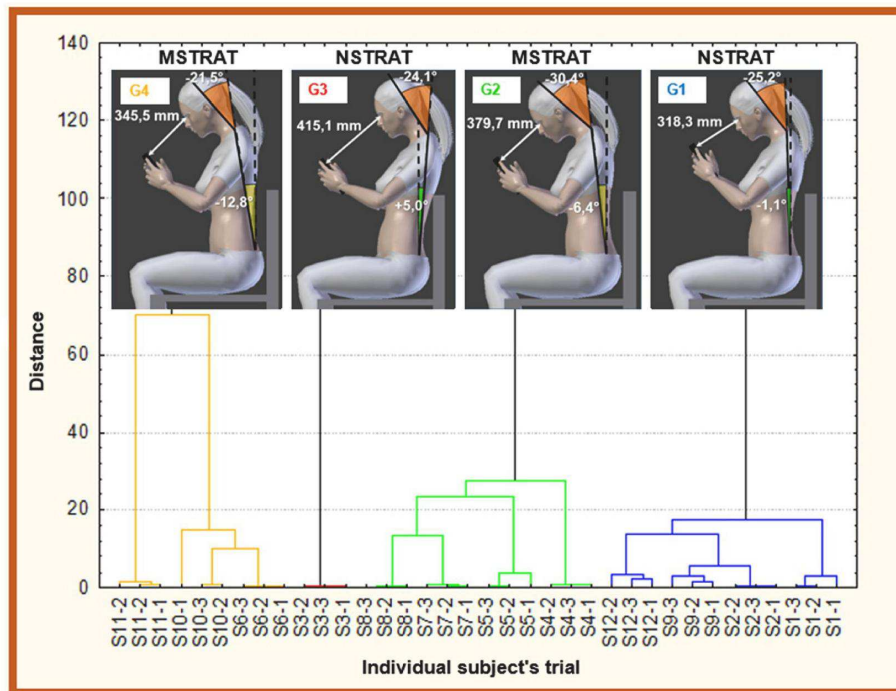 MSTRAT NSTRAT MSTRAT NSTRAT
140
120
100
80
60
40
20
0
Distance
G4
-21,5°
345,5 mm
-12,8°
G3
-24,1°
415,1 mm
+5,0°
G2
-30,4°
379,7 mm
-6,4°
G1
-25,2°
318,3 mm
-1,1°
S11-2
S11-2
S11-1
S10-1
S10-3
S10-2
S6-3
S6-2
S6-1
S3-2
S3-3
S3-1
S8-3
S8-2
S8-1
S7-3
S7-2
S7-1
S5-3
S5-2
S5-1
S4-2
S4-3
S4-1
S12-2
S12-3
S12-1
S9-3
S9-2
S9-1
S2-2
S2-3
S2-1
S1-3
S1-2
S1-1
Individual subject's trial